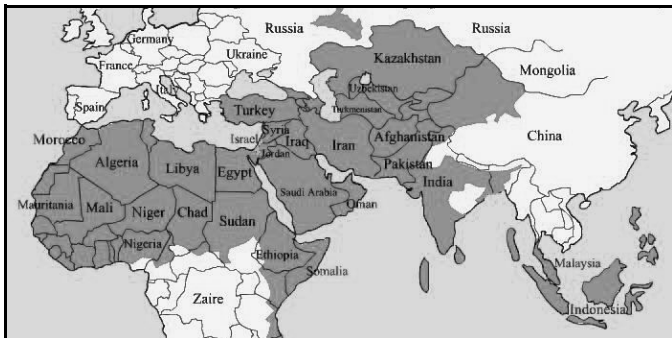 Russia
Russia
Germany
Ukraine
Kazakhstan
France
Mongolia
Italy
Uzbekistan
Spain
Turkey
Turkmenistan
Morocco
Israel
Syria
Iraq
Iran
Afghanistan
China
Algeria
Libya
Egypt
Jordan
Pakistan
India
Mauritania
Mali
Niger
Chad
Saudi Arabia
Oman
Sudan
Nigeria
Ethiopia
Somalia
Malaysia
Zaire
Indonesia